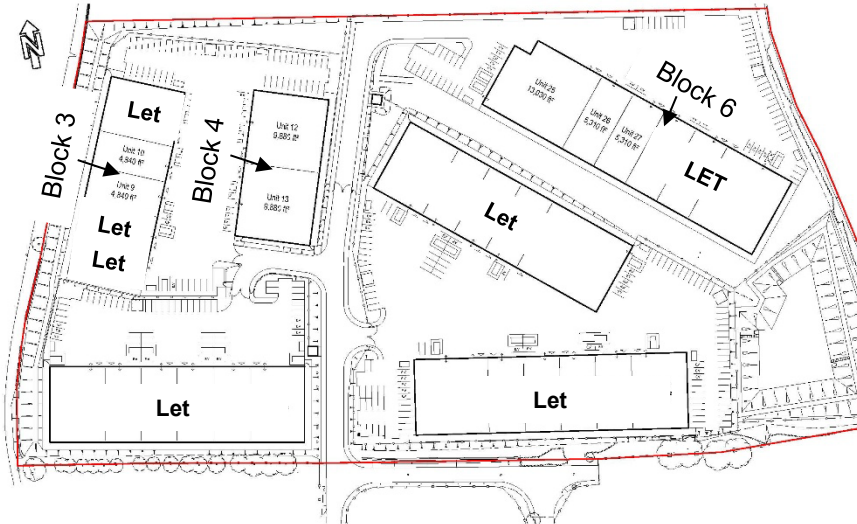 N
Block 3
Let
Unit 10
4,840 ft²
Unit 9
4,840 ft²
Let
Let
Block 4
Unit 12
9,880 ft²
Unit 13
9,880 ft²
Unit 25
13,030 ft²
Unit 26
5,310 ft²
Unit 27
5,310 ft²
Block 6
LET
Let
Let
Let